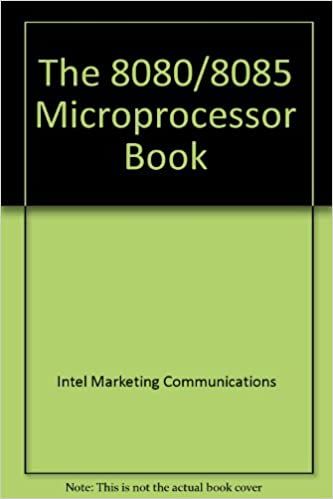 The 8080/8085
Microprocessor
Book
Intel Marketing Communications
Note: This is not the actual book cover